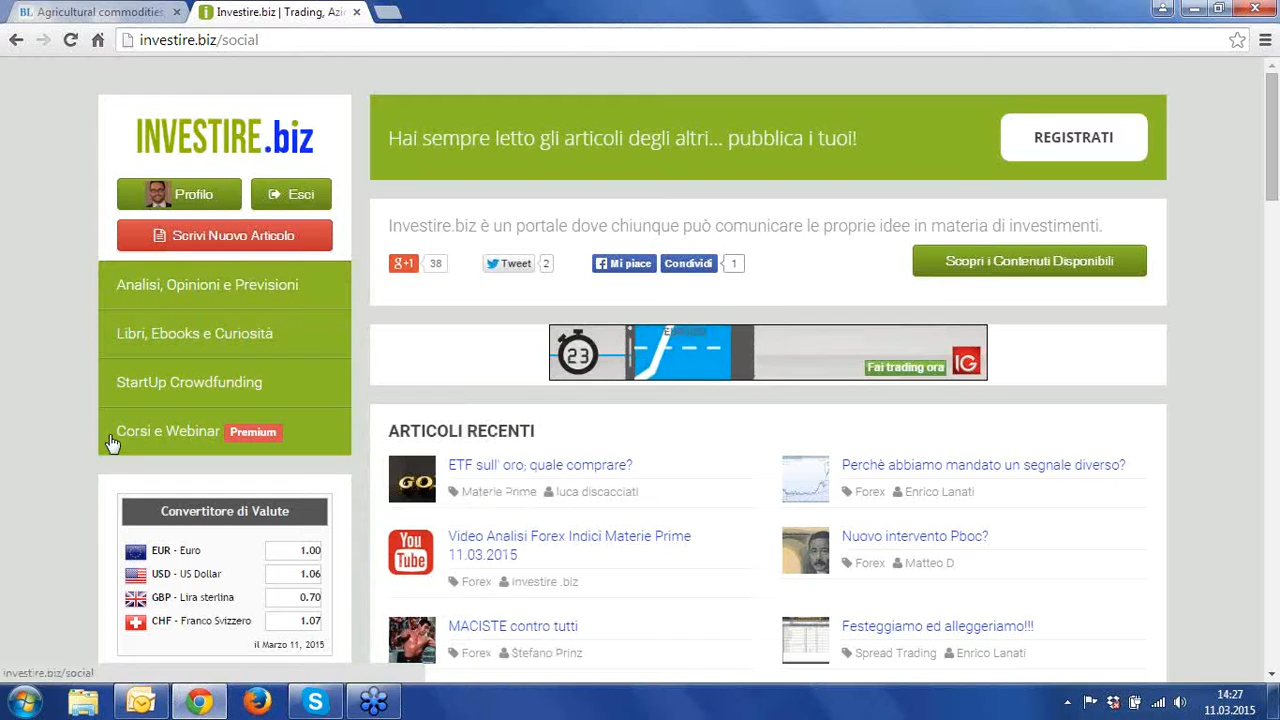 BL Agricultural commodities,
Investire.biz | Trading, Azio
investire.biz/social
INVESTIRE.biz
Profilo
Esci
Scrivi Nuovo Articolo
Analisi, Opinioni e Previsioni
Libri, Ebooks e Curiosità
StartUp Crowdfunding
Corsi e Webinar Premium
Convertitore di Valute
EUR - Euro 1.00
USD - US Dollar 1.06
GBP - Lira sterlina 0.70
CHF - Franco Svizzero 1.07
il Marzo 11, 2015
Hai sempre letto gli articoli degli altri... pubblica i tuoi!
REGISTRATI
Investire.biz è un portale dove chiunque può comunicare le proprie idee in materia di investimenti.
g+1 38
Tweet 2
Mi piace Condividi 1
Scopri i Contenuti Disponibili
23
Fai trading ora
IG
ARTICOLI RECENTI
GO
ETF sull' oro; quale comprare?
Materie Prime luca discacciati
Perchè abbiamo mandato un segnale diverso?
Forex Enrico Lanati
You Tube
Video Analisi Forex Indici Materie Prime
11.03.2015
Forex investire .biz
Nuovo intervento Pboc?
Forex Matteo D
MACISTE contro tutti
Forex Stefano Prinz
Festeggiamo ed alleggeriamo!!!
Spread Trading Enrico Lanati
investire.biz/social
14:27
11.03.2015